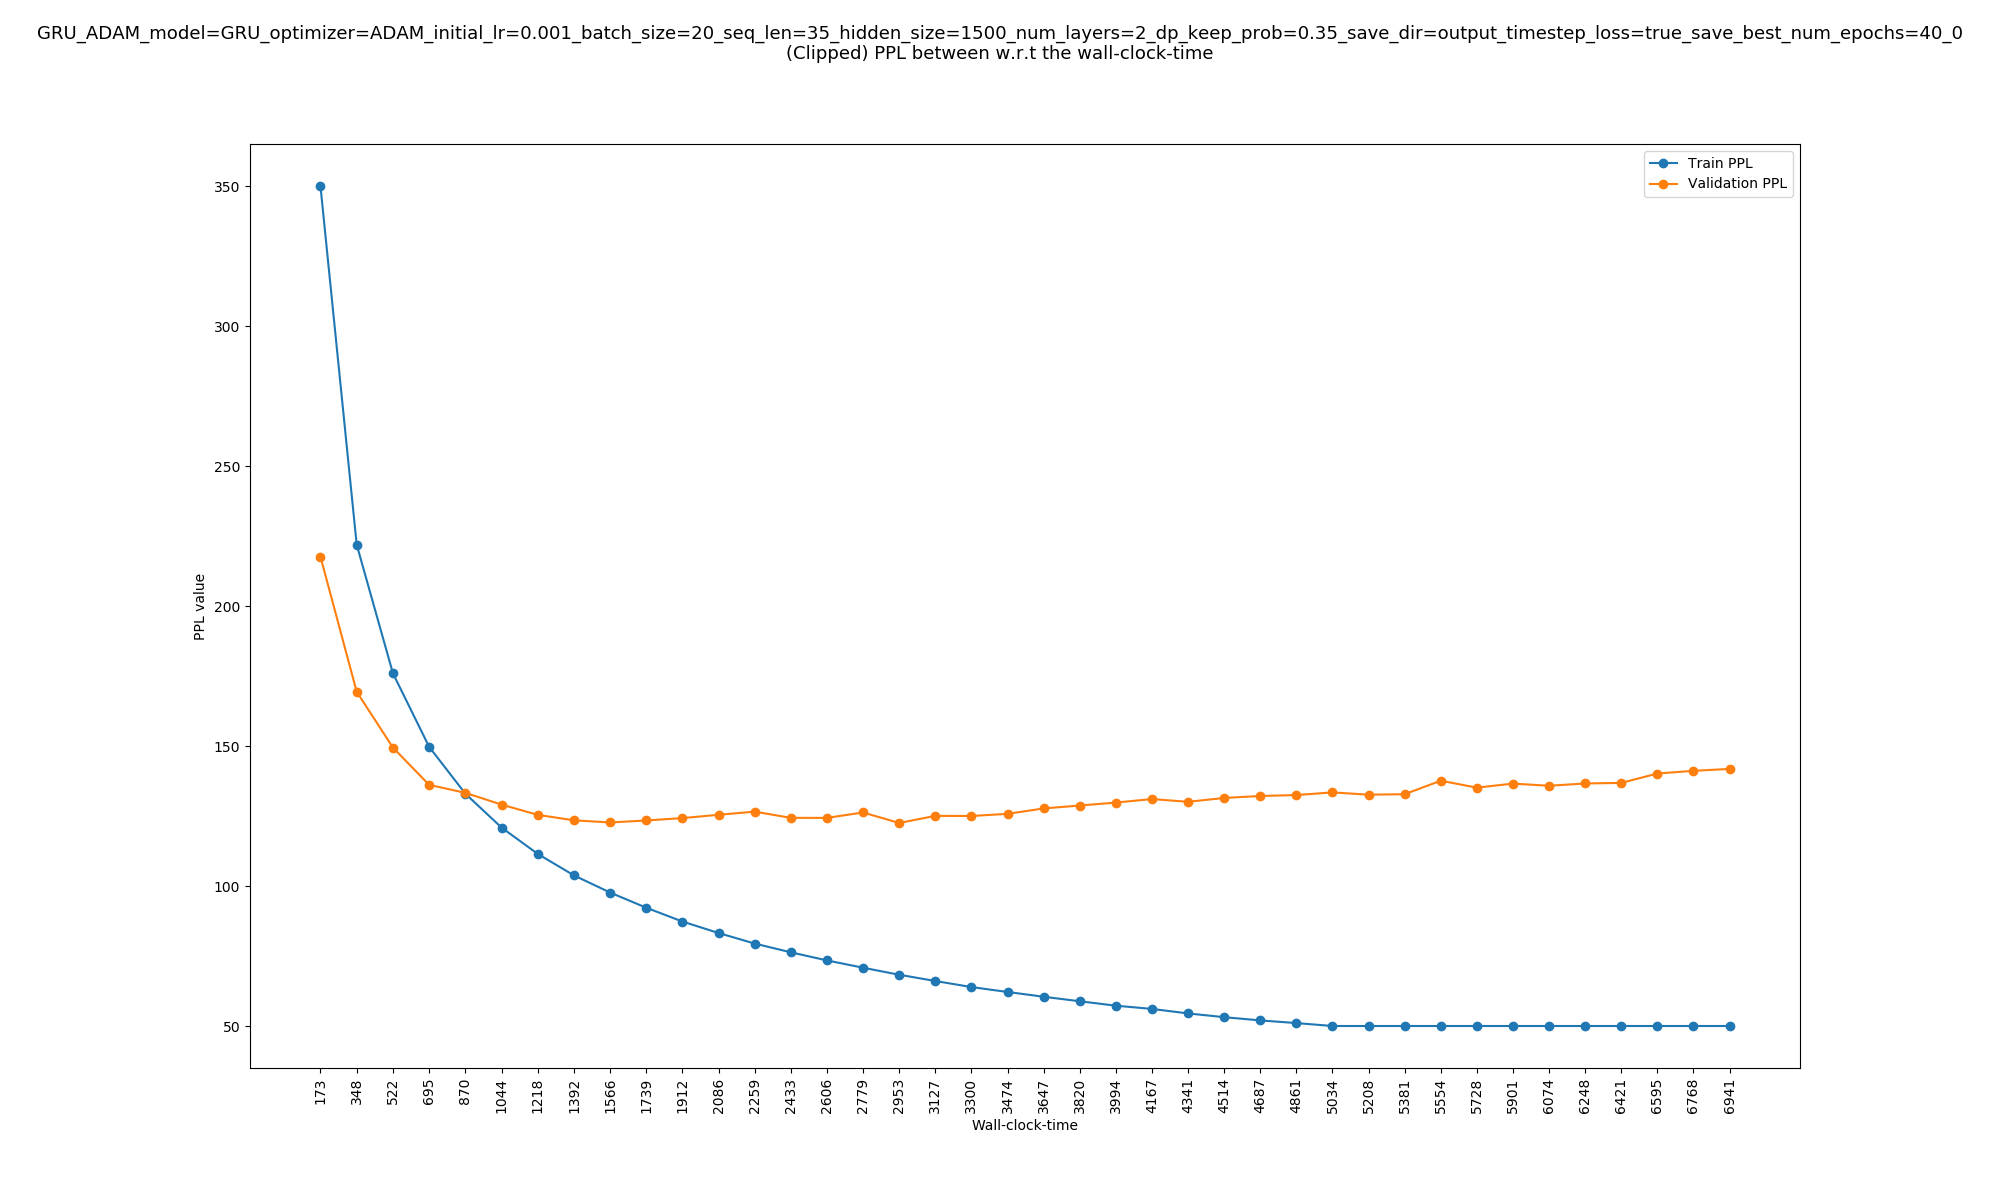 GRU_ADAM_model=GRU_optimizer=ADAM_initial_lr=0.001_batch_size=20_seq_len=35_hidden_size=1500_num_layers=2_dp_keep_prob=0.35_save_dir=output_timestep_loss=true_save_best_num_epochs=40_0
(Clipped) PPL between w.r.t the wall-clock-time
Train PPL
Validation PPL
350
300
250
200
150
100
50
PPL value
173 348 522 695 870 1044 1218 1392 1566 1739 1912 2086 2259 2433 2606 2779 2953 3127 3300 3474 3647 3820 3994 4167 4341 4514 4687 4861 5034 5208 5381 5554 5728 5901 6074 6248 6421 6595 6768 6941
Wall-clock-time